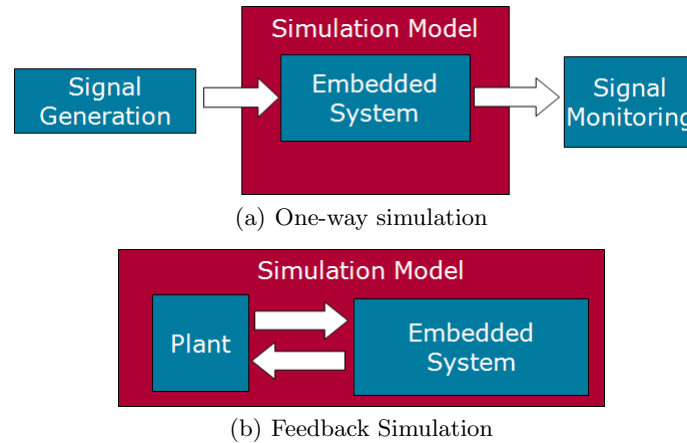 Simulation Model
Signal
Generation
Embedded
System
Signal
Monitoring
(a) One-way simulation
Simulation Model
Plant
Embedded
System
(b) Feedback Simulation